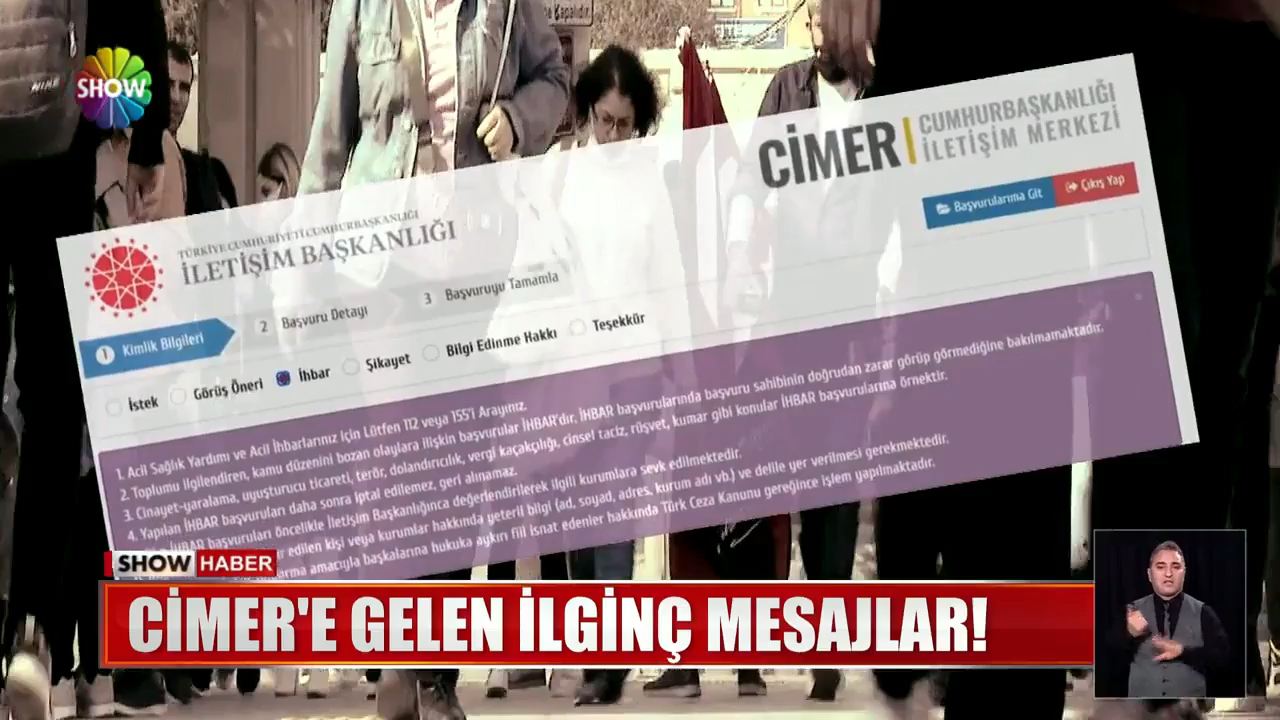 SHOW
NIKE
Kapalıdır
CİMER
CUMHURBAŞKANLIĞI
İLETİŞİM MERKEZİ
Başvurularıma Git
Çıkış Yap
TÜRKİYE CUMHURİYETİ CUMHURBAŞKANLIĞI
İLETİŞİM BAŞKANLIĞI
1 Kimlik Bilgileri
2 Başvuru Detayı
3 Başvuruyu Tamamla
İstek
Görüş Öneri
İhbar
Şikayet
Bilgi Edinme Hakkı
Teşekkür
1. Acil Sağlık Yardımı ve Acil İhbarlarınız İçin Lütfen 112 veya 155'i Arayınız.
2. Toplumu ilgilendiren, kamu düzenini bozan olaylara ilişkin başvurular İHBAR'dır. İHBAR başvurularında başvuru sahibinin doğrudan zarar görüp görmediğine bakılmamaktadır.
3. Cinayet-yaralama, uyuşturucu ticareti, terör, dolandırıcılık, vergi kaçakçılığı, cinsel taciz, rüşvet, kumar gibi konular İHBAR başvurularına örnektir.
4. Yapılan İHBAR başvuruları daha sonra iptal edilemez, geri alınamaz.
İHBAR başvuruları öncelikle İletişim Başkanlığınca değerlendirilerek ilgili kurumlara sevk edilmektedir.
edilen kişi veya kurumlar hakkında yeterli bilgi (ad, soyad, adres, kurum adı vb.) ve delile yer verilmesi gerekmektedir.
amacıyla başkalarına hukuka aykırı fiil isnat edenler hakkında Türk Ceza Kanunu gereğince işlem yapılmaktadır.
SHOW HABER
CİMER'E GELEN İLGİNÇ MESAJLAR!